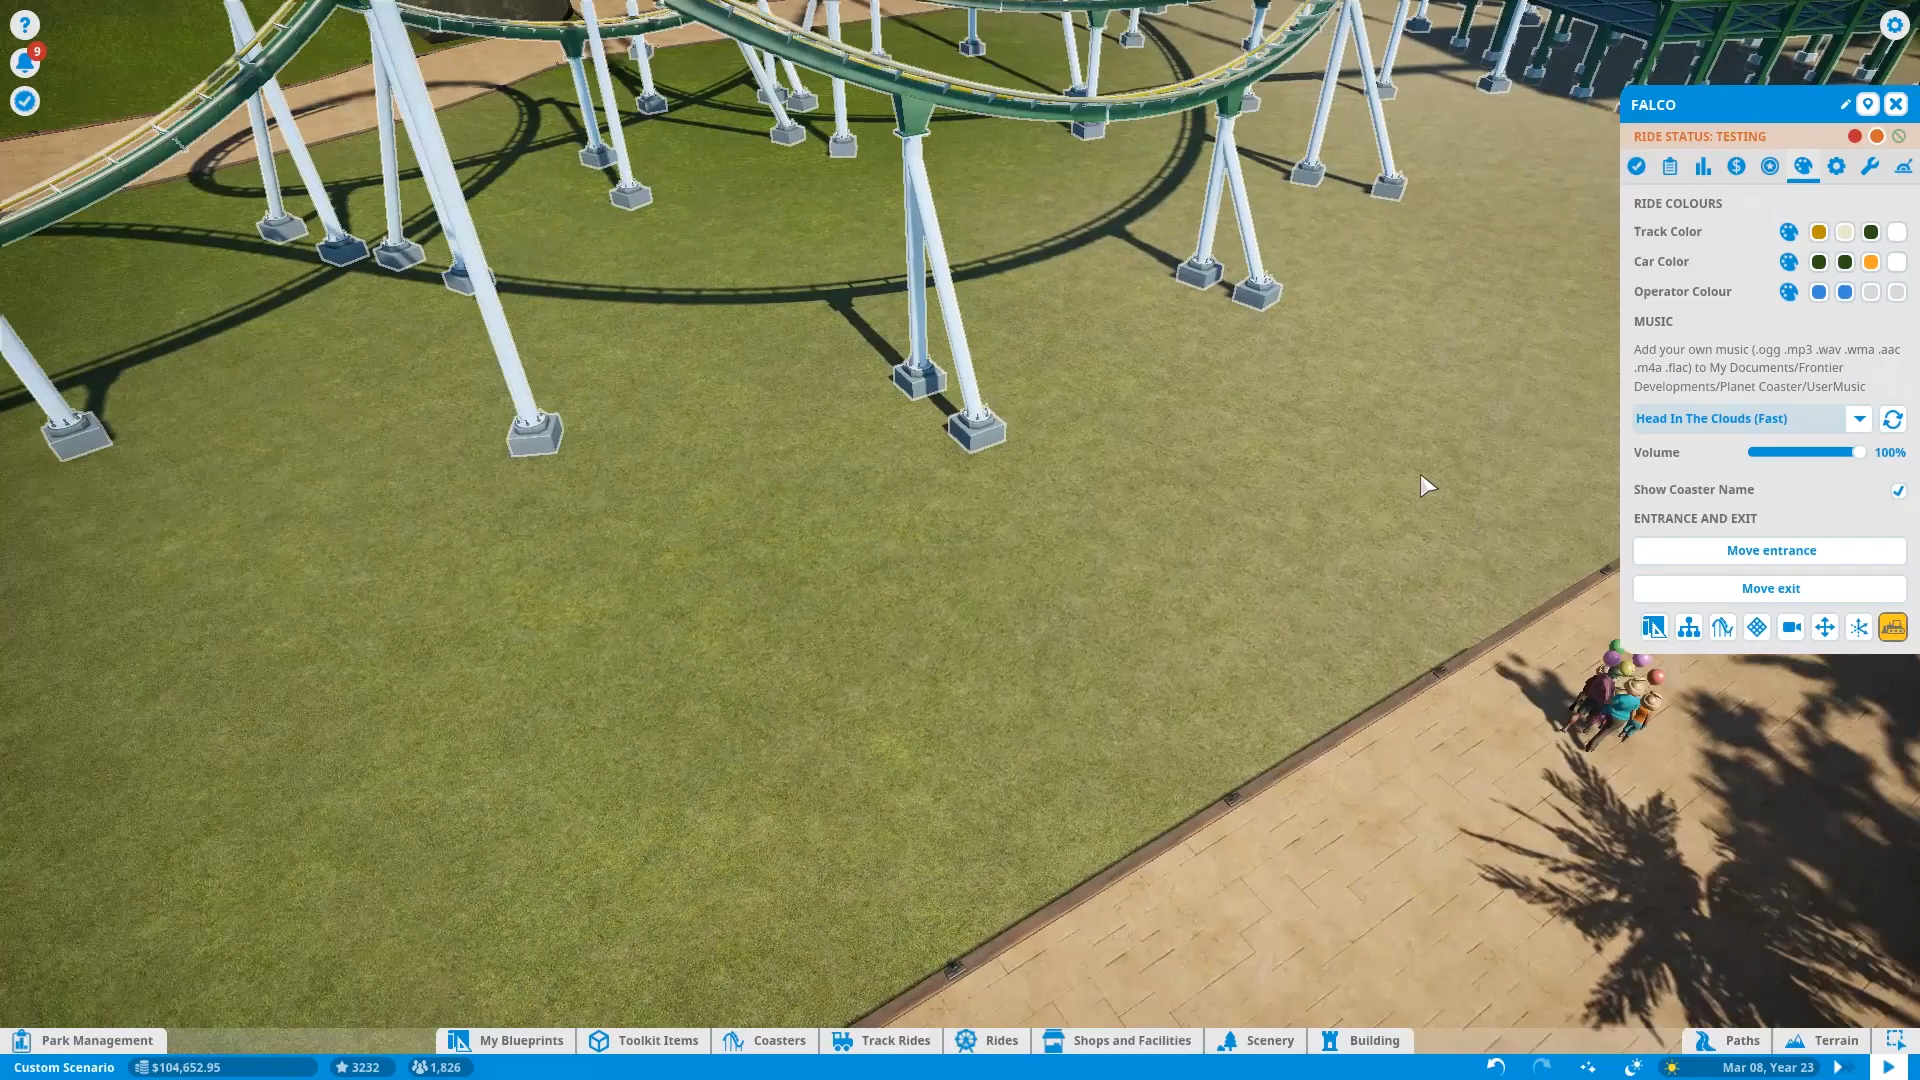 ?
9
FALCO
RIDE STATUS: TESTING
RIDE COLOURS
Track Color
Car Color
Operator Colour
MUSIC
Add your own music (.ogg .mp3 .wav .wma .aac
.m4a .flac) to My Documents/Frontier
Developments/Planet Coaster/UserMusic
Head In The Clouds (Fast)
Volume 100%
Show Coaster Name
ENTRANCE AND EXIT
Move entrance
Move exit
Park Management My Blueprints Toolkit Items Coasters Track Rides Rides Shops and Facilities Scenery Building Paths Terrain
Custom Scenario $104,652.95 3232 1,826 Mar 08, Year 23